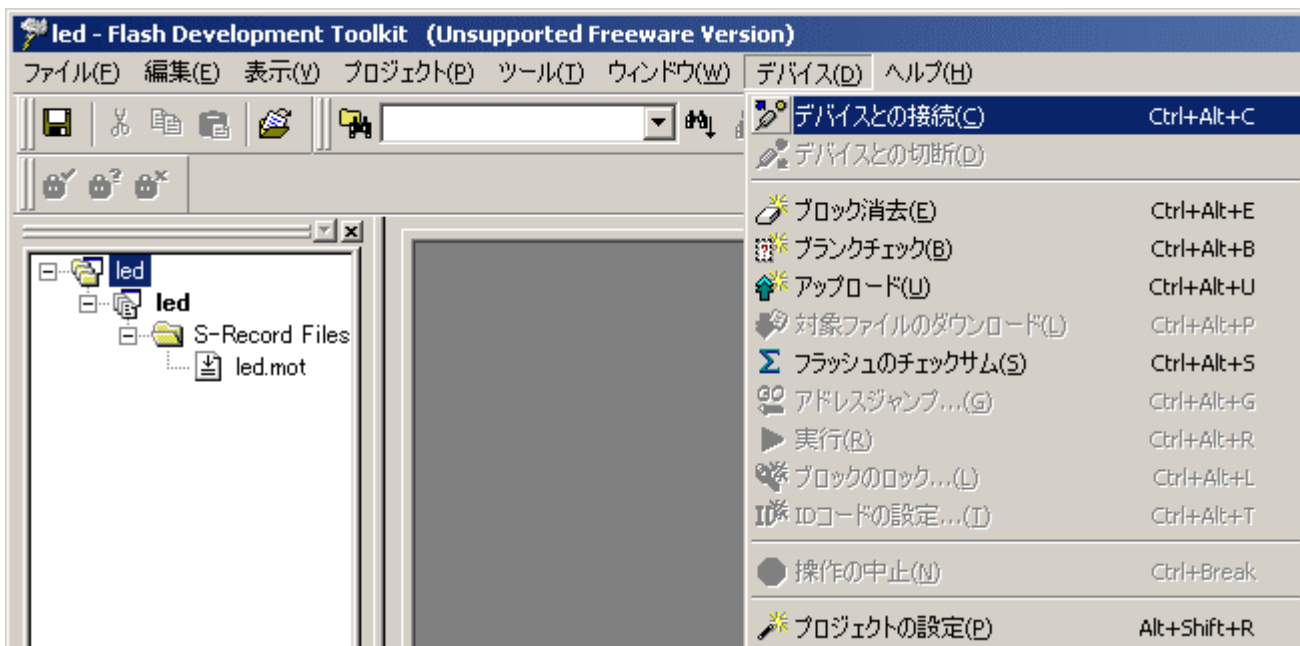 led - Flash Development Toolkit (Unsupported Freeware Version)
ファイル(F) 編集(E) 表示(V) プロジェクト(P) ツール(T) ウィンドウ(W) デバイス(D) ヘルプ(H)
デバイスとの接続(C) Ctrl+Alt+C
デバイスとの切断(D)
ブロック消去(E) Ctrl+Alt+E
ブランクチェック(B) Ctrl+Alt+B
アップロード(U) Ctrl+Alt+U
対象ファイルのダウンロード(L) Ctrl+Alt+P
フラッシュのチェックサム(S) Ctrl+Alt+S
GO アドレスジャンプ...(G) Ctrl+Alt+G
実行(R) Ctrl+Alt+R
ブロックのロック...(L) Ctrl+Alt+L
ID IDコードの設定...(T) Ctrl+Alt+T
操作の中止(N) Ctrl+Break
プロジェクトの設定(P) Alt+Shift+R
led
led
S-Record Files
led.mot